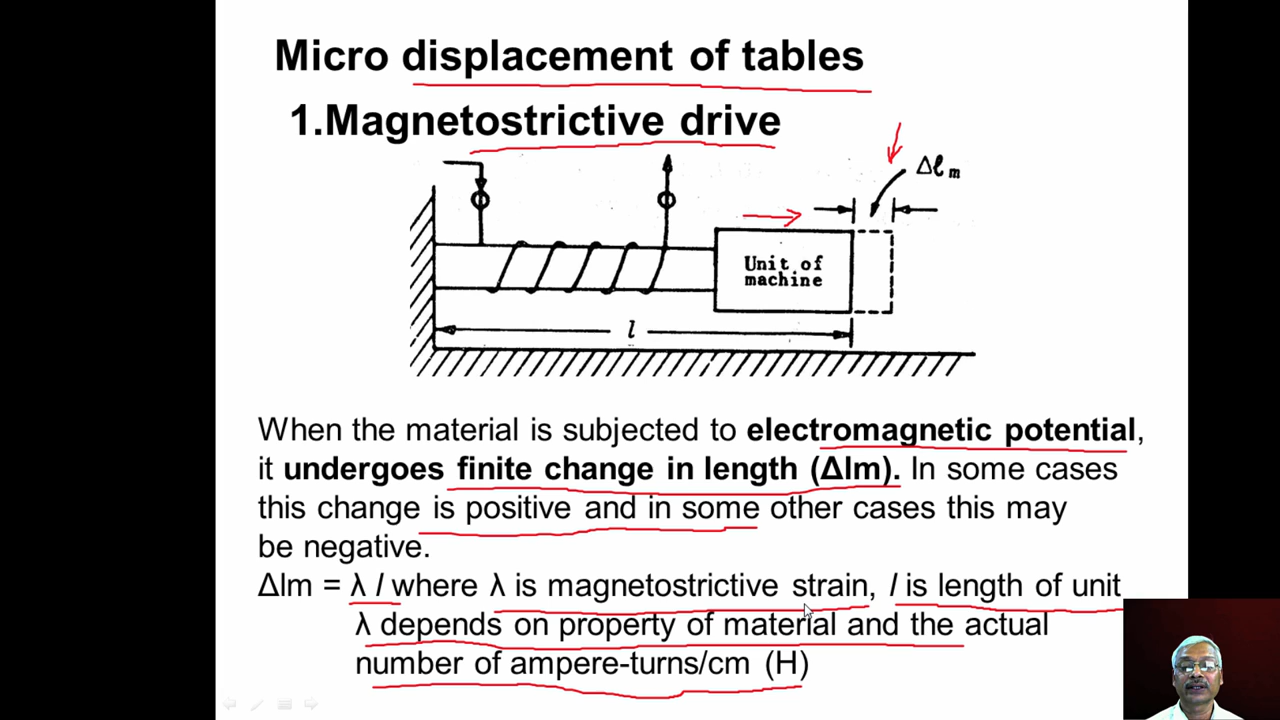 Micro displacement of tables
1.Magnetostrictive drive
Δℓm
Unit of
machine
l
When the material is subjected to electromagnetic potential,
it undergoes finite change in length (Δlm). In some cases
this change is positive and in some other cases this may
be negative.
Δlm = λ l where λ is magnetostrictive strain, l is length of unit
λ depends on property of material and the actual
number of ampere-turns/cm (H)